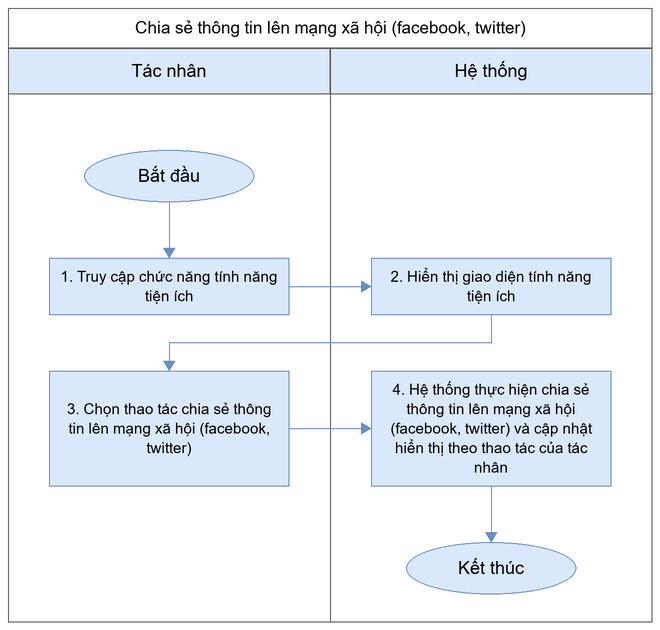 Chia sẻ thông tin lên mạng xã hội (facebook, twitter)
Tác nhân
Hệ thống
Bắt đầu
1. Truy cập chức năng tính năng
tiện ích
2. Hiển thị giao diện tính năng
tiện ích
3. Chọn thao tác chia sẻ thông
tin lên mạng xã hội (facebook,
twitter)
4. Hệ thống thực hiện chia sẻ
thông tin lên mạng xã hội
(facebook, twitter) và cập nhật
hiển thị theo thao tác của tác
nhân
Kết thúc